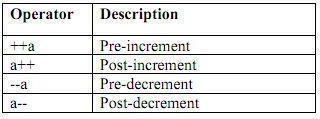 Operator Description
++a Pre-increment
a++ Post-increment
--a Pre-decrement
a-- Post-decrement